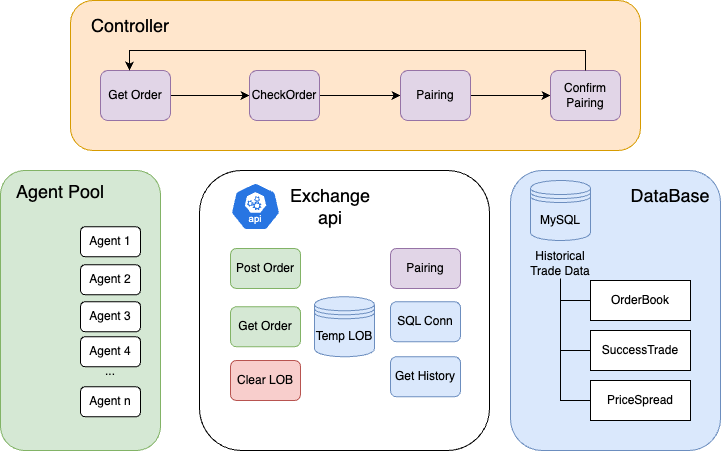 Controller
Get Order
CheckOrder
Pairing
Confirm
Pairing
Agent Pool
Agent 1
Agent 2
Agent 3
Agent 4
...
Agent n
api
Exchange
api
Post Order
Pairing
Get Order
Temp LOB
SQL Conn
Clear LOB
Get History
DataBase
MySQL
Historical
Trade Data
OrderBook
SuccessTrade
PriceSpread